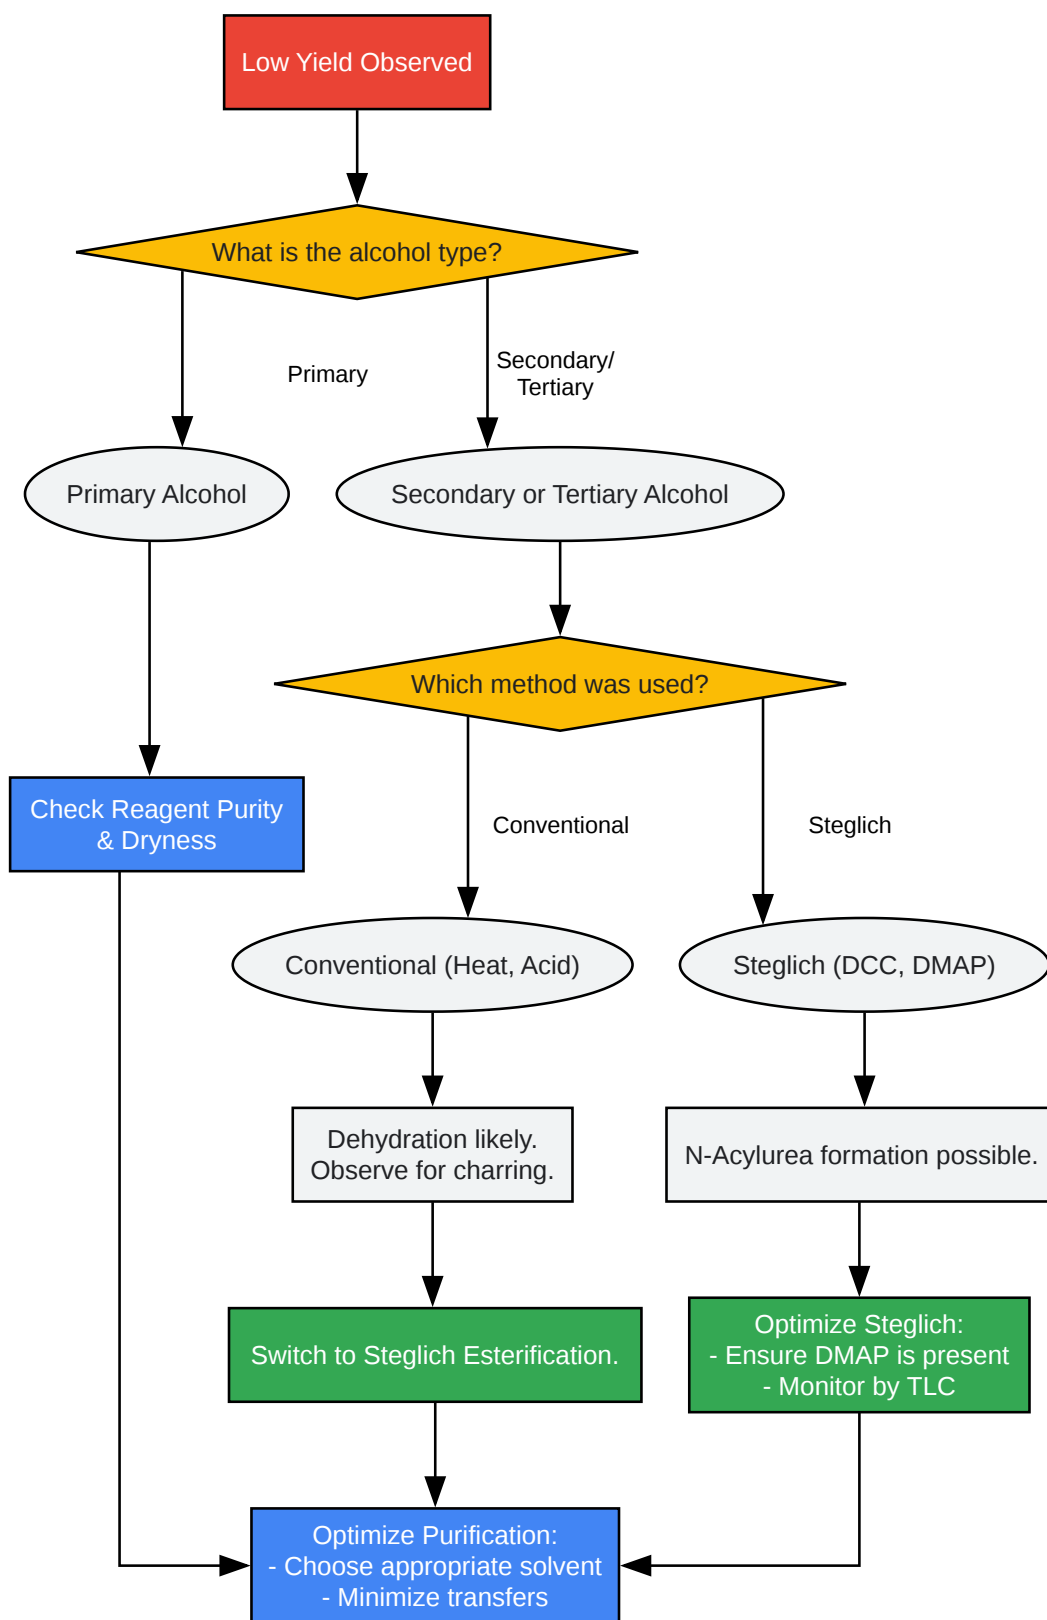 Low Yield Observed
What is the alcohol type?
Primary
Secondary/
Tertiary
Primary Alcohol
Secondary or Tertiary Alcohol
Which method was used?
Check Reagent Purity
& Dryness
Conventional
Steglich
Conventional (Heat, Acid)
Steglich (DCC, DMAP)
Dehydration likely.
Observe for charring.
N-Acylurea formation possible.
Switch to Steglich Esterification.
Optimize Steglich:
- Ensure DMAP is present
- Monitor by TLC
Optimize Purification:
- Choose appropriate solvent
- Minimize transfers